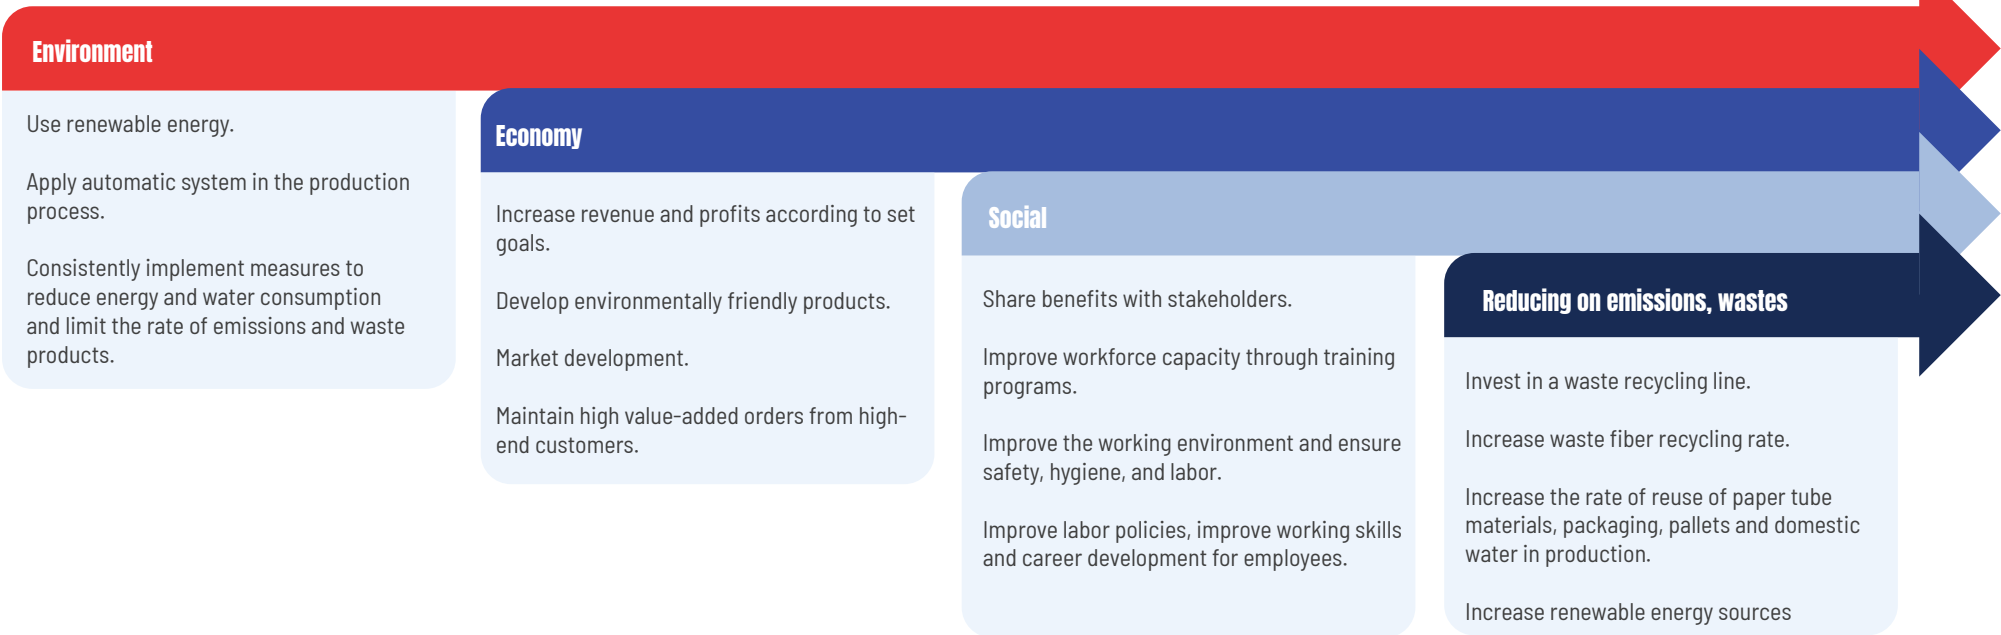 Environment
Use renewable energy.
Apply automatic system in the production
process.
Consistently implement measures to
reduce energy and water consumption
and limit the rate of emissions and waste
products.
Economy
Increase revenue and profits according to set
goals.
Develop environmentally friendly products.
Market development.
Maintain high value-added orders from high-
end customers.
Social
Share benefits with stakeholders.
Improve workforce capacity through training
programs.
Improve the working environment and ensure
safety, hygiene, and labor.
Improve labor policies, improve working skills
and career development for employees.
Reducing on emissions, wastes
Invest in a waste recycling line.
Increase waste fiber recycling rate.
Increase the rate of reuse of paper tube
materials, packaging, pallets and domestic
water in production.
Increase renewable energy sources